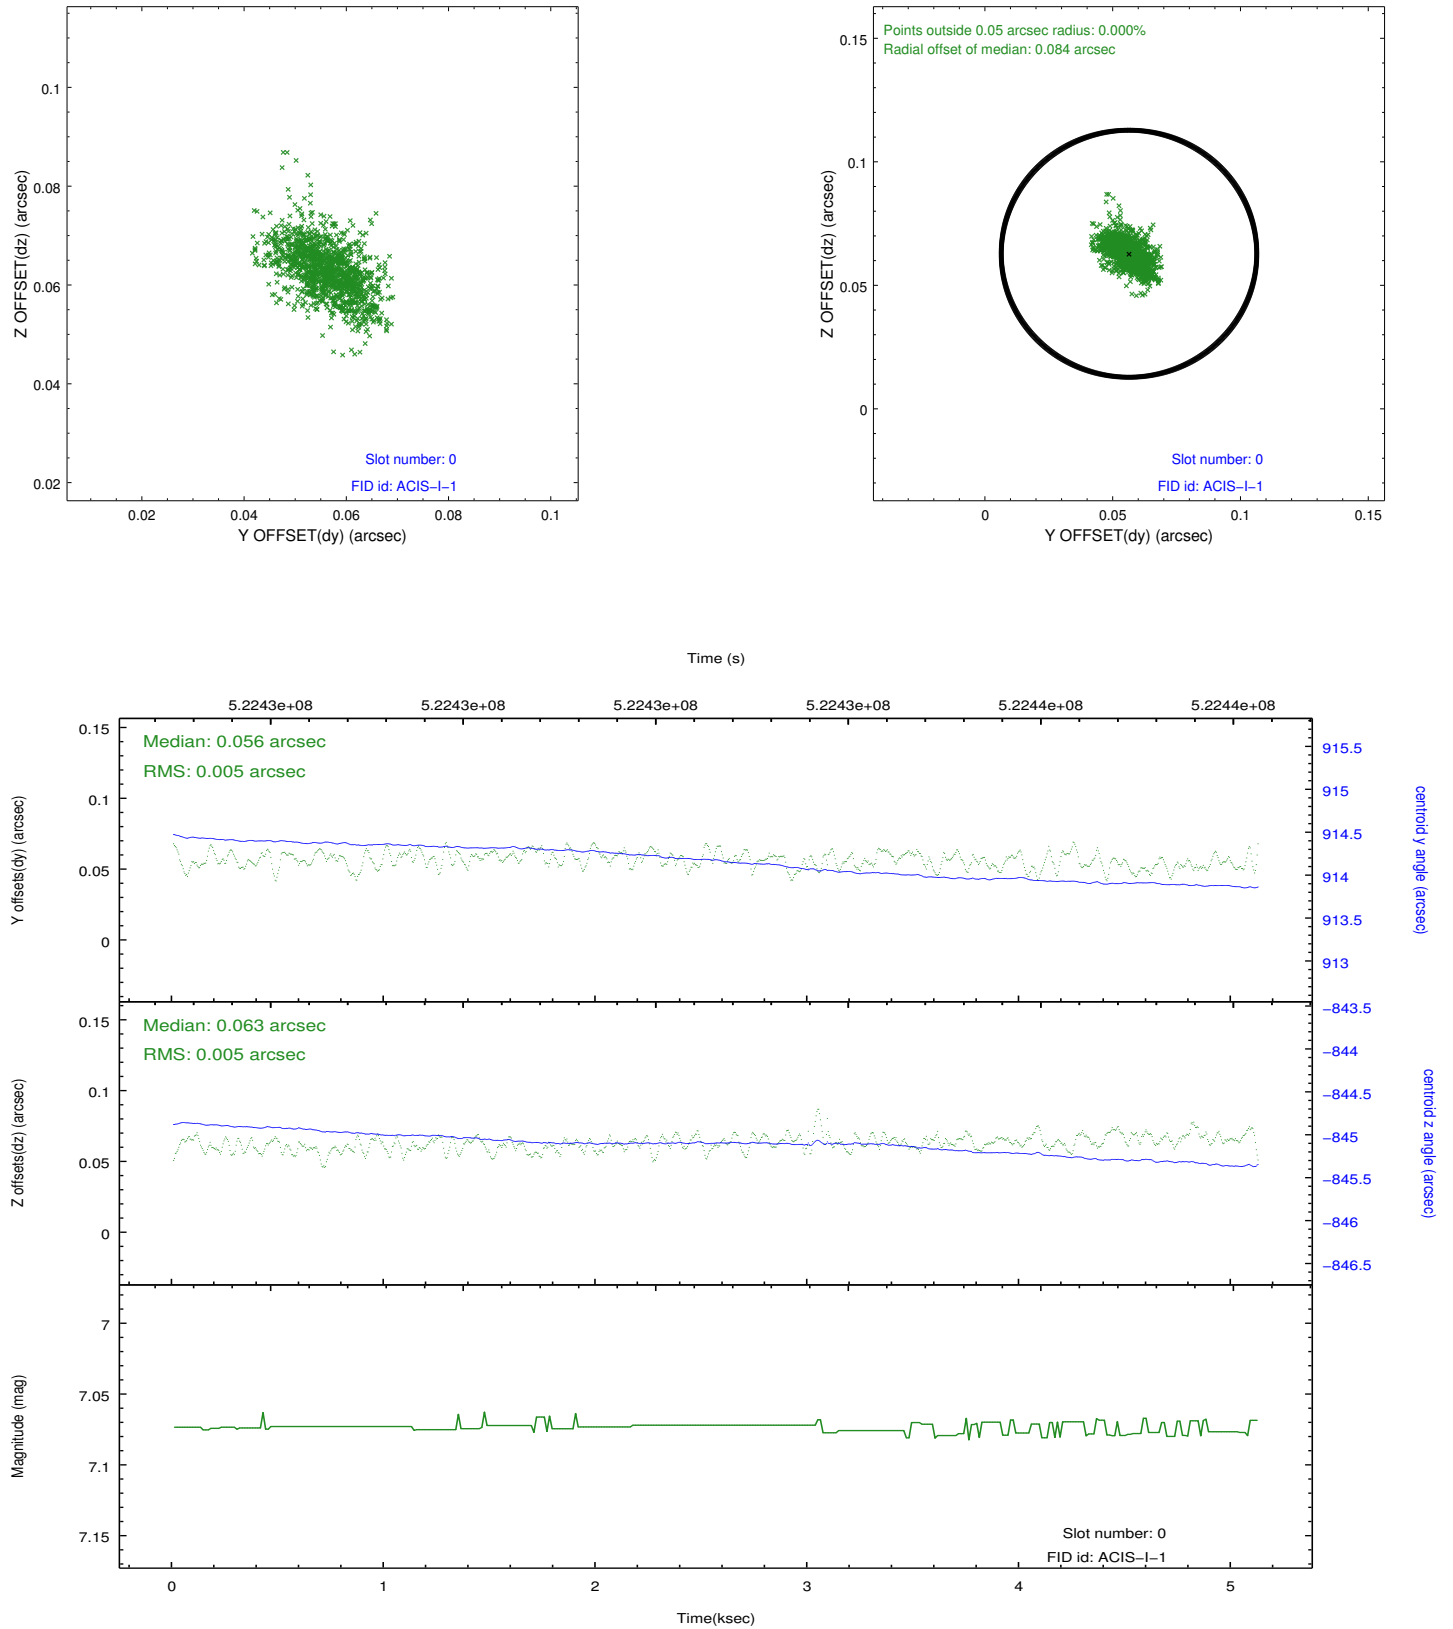 0.1
0.08
0.06
0.04
0.02
Z OFFSET(dz) (arcsec)
Slot number: 0
FID id: ACIS−I−1
0.02 0.04 0.06 0.08 0.1
Y OFFSET(dy) (arcsec)
Points outside 0.05 arcsec radius: 0.000%
Radial offset of median: 0.084 arcsec
0.15
0.1
0.05
0
Z OFFSET(dz) (arcsec)
Slot number: 0
FID id: ACIS−I−1
0 0.05 0.1 0.15
Y OFFSET(dy) (arcsec)
Time (s)
5.2243e+08 5.2243e+08 5.2243e+08 5.2243e+08 5.2244e+08 5.2244e+08
Median: 0.056 arcsec
RMS: 0.005 arcsec
0.15
0.1
0.05
0
Y offsets(dy) (arcsec)
915.5
915
914.5
914
913.5
913
centroid y angle (arcsec)
Median: 0.063 arcsec
RMS: 0.005 arcsec
0.15
0.1
0.05
0
Z offsets(dz) (arcsec)
−843.5
−844
−844.5
−845
−845.5
−846
−846.5
centroid z angle (arcsec)
7
7.05
7.1
7.15
Magnitude (mag)
Slot number: 0
FID id: ACIS−I−1
0 1 2 3 4 5
Time(ksec)